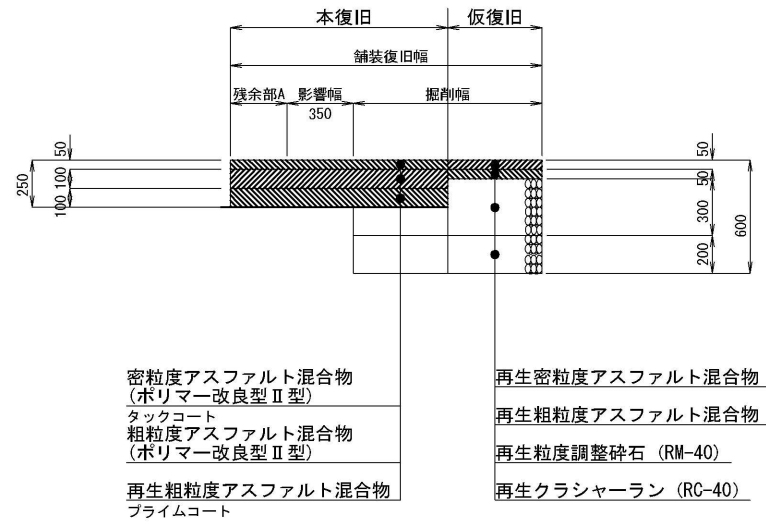 本復旧
仮復旧
舗装復旧幅
残余部A
影響幅
掘削幅
350
50
100
100
250
50
50
300
200
600
密粒度アスファルト混合物
(ポリマー改良型Ⅱ型)
タックコート
粗粒度アスファルト混合物
(ポリマー改良型Ⅱ型)
再生粗粒度アスファルト混合物
プライムコート
再生密粒度アスファルト混合物
再生粗粒度アスファルト混合物
再生粒度調整砕石 (RM-40)
再生クラシャーラン (RC-40)